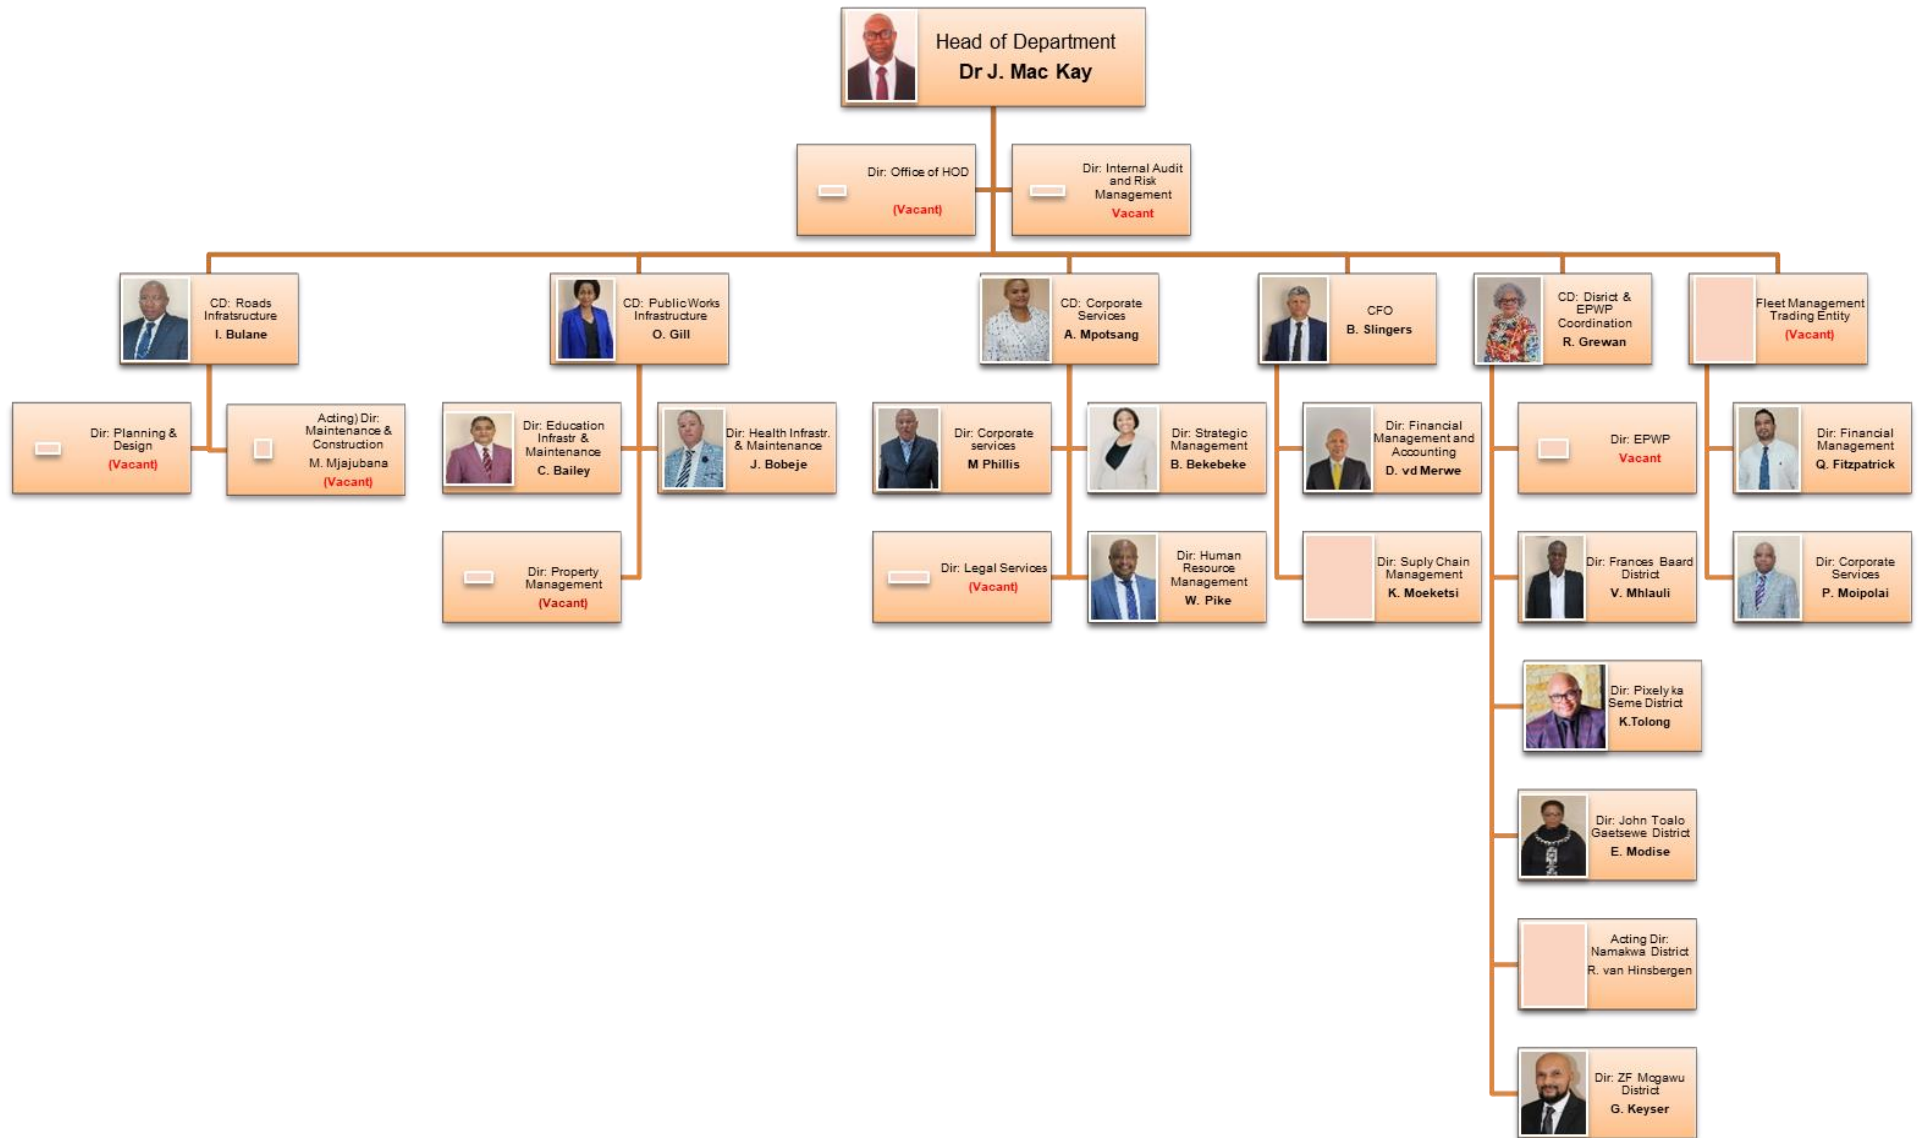 Head of Department
Dr J. Mac Kay
Dir: Office of HOD
(Vacant)
Dir: Internal Audit
and Risk
Management
Vacant
CD: Roads
Infratsructure
I. Bulane
CD: Public Works
Infrastructure
O. Gill
CD: Corporate
Services
A. Mpotsang
CFO
B. Slingers
CD: Disrict &
EPWP
Coordination
R. Grewan
Fleet Management
Trading Entity
(Vacant)
Dir: Planning &
Design
(Vacant)
Acting) Dir:
Maintenance &
Construction
M. Mjajubana
(Vacant)
Dir: Education
Infrastr &
Maintenance
C. Bailey
Dir: Health Infrastr.
& Maintenance
J. Bobeje
Dir: Corporate
services
M Phillis
Dir: Strategic
Management
B. Bekebeke
Dir: Financial
Management and
Accounting
D. vd Merwe
Dir: EPWP
Vacant
Dir: Financial
Management
Q. Fitzpatrick
Dir: Property
Management
(Vacant)
Dir: Legal Services
(Vacant)
Dir: Human
Resource
Management
W. Pike
Dir: Suply Chain
Management
K. Moeketsi
Dir: Frances Baard
District
V. Mhlauli
Dir: Corporate
Services
P. Moipolai
Dir: Pixely ka
Seme District
K.Tolong
Dir: John Toalo
Gaetsewe District
E. Modise
Acting Dir:
Namakwa District
R. van Hinsbergen
Dir: ZF Mcgawu
District
G. Keyser